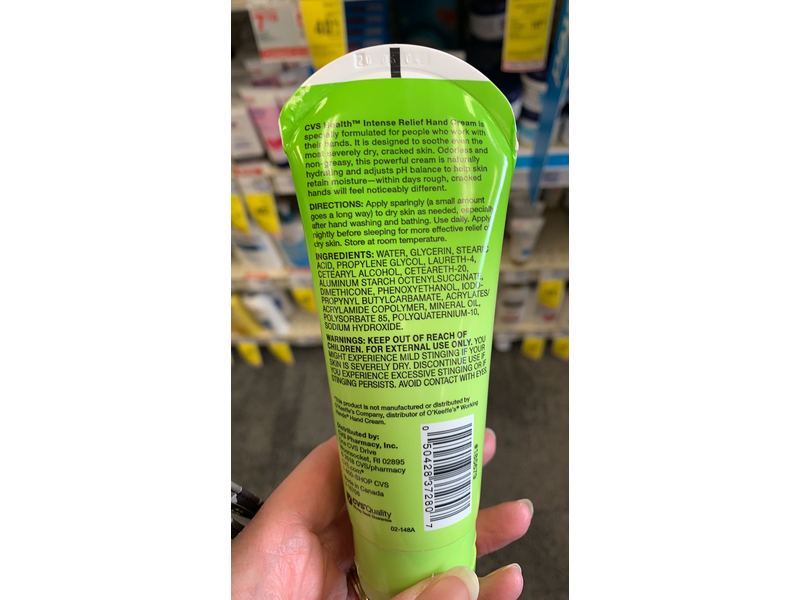 CVS Health™ Intense Relief Hand Cream is
specially formulated for people who work with
their hands. It is designed to soothe even the
most severely dry, cracked skin. Odorless and
non-greasy, this powerful cream is naturally
hydrating and adjusts pH balance to help skin
retain moisture—within days rough, cracked
hands will feel noticeably different.
DIRECTIONS: Apply sparingly (a small amount
goes a long way) to dry skin as needed, especially
after hand washing and bathing. Use daily. Apply
nightly before sleeping for more effective relief of
dry skin. Store at room temperature.
INGREDIENTS: WATER, GLYCERIN, STEARIC
ACID, PROPYLENE GLYCOL, LAURETH-4,
CETEARYL ALCOHOL, CETEARETH-20,
ALUMINUM STARCH OCTENYLSUCCINATE,
DIMETHICONE, PHENOXYETHANOL, IODO-
PROPYNYL BUTYLCARBAMATE, ACRYLATES/
ACRYLAMIDE COPOLYMER, MINERAL OIL,
POLYSORBATE 85, POLYQUATERNIUM-10,
SODIUM HYDROXIDE.
WARNINGS: KEEP OUT OF REACH OF
CHILDREN. FOR EXTERNAL USE ONLY. YOU
MIGHT EXPERIENCE MILD STINGING IF YOUR
SKIN IS SEVERELY DRY. DISCONTINUE USE IF
YOU EXPERIENCE EXCESSIVE STINGING OR IF
STINGING PERSISTS. AVOID CONTACT WITH EYES.
This product is not manufactured or distributed by
O'Keeffe's Company, distributor of O'Keeffe's® Working
Hands® Hand Cream.
Distributed by:
CVS Pharmacy, Inc.
One CVS Drive
Woonsocket, RI 02895
2018 CVS/pharmacy
CVS.com®
SHOP CVS
Made in Canada
CVS Quality
02-148A
0 50428 37280 7